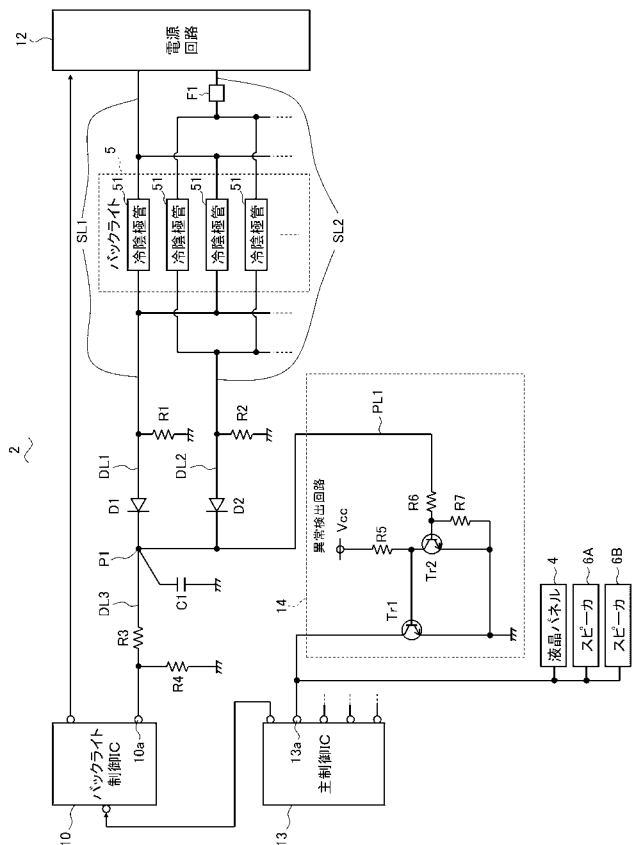 2
12
電源
回路
F1
SL1
SL2
5
バックライト
51
冷陰極管
51
冷陰極管
51
冷陰極管
51
冷陰極管
R1
R2
DL1
DL2
D1
D2
P1
C1
DL3
R3
R4
10
バックライト
制御IC
10a
PL1
14
異常検出回路
Vcc
R5
R6
R7
Tr1
Tr2
13
主制御IC
13a
液晶パネル
4
スピーカ
6A
スピーカ
6B